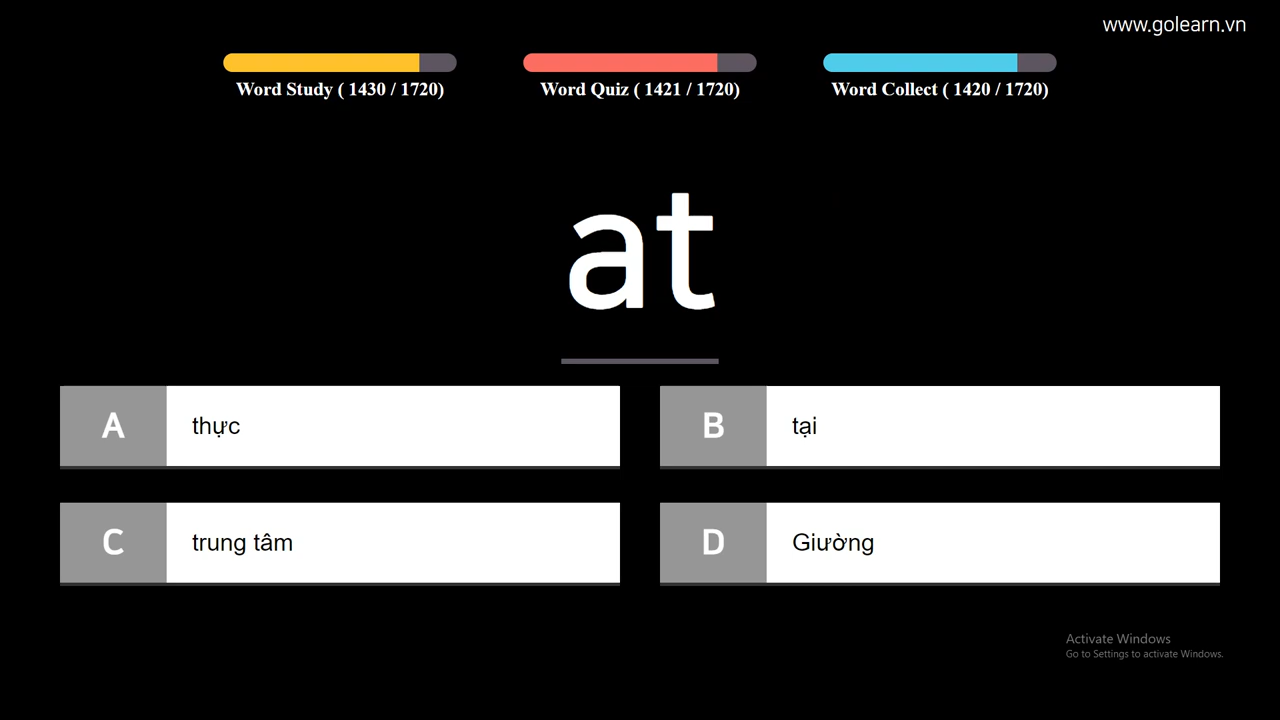 www.golearn.vn
Word Study ( 1430 / 1720)
Word Quiz ( 1421 / 1720)
Word Collect ( 1420 / 1720)
at
A thực
B tại
C trung tâm
D Giường
Activate Windows
Go to Settings to activate Windows.